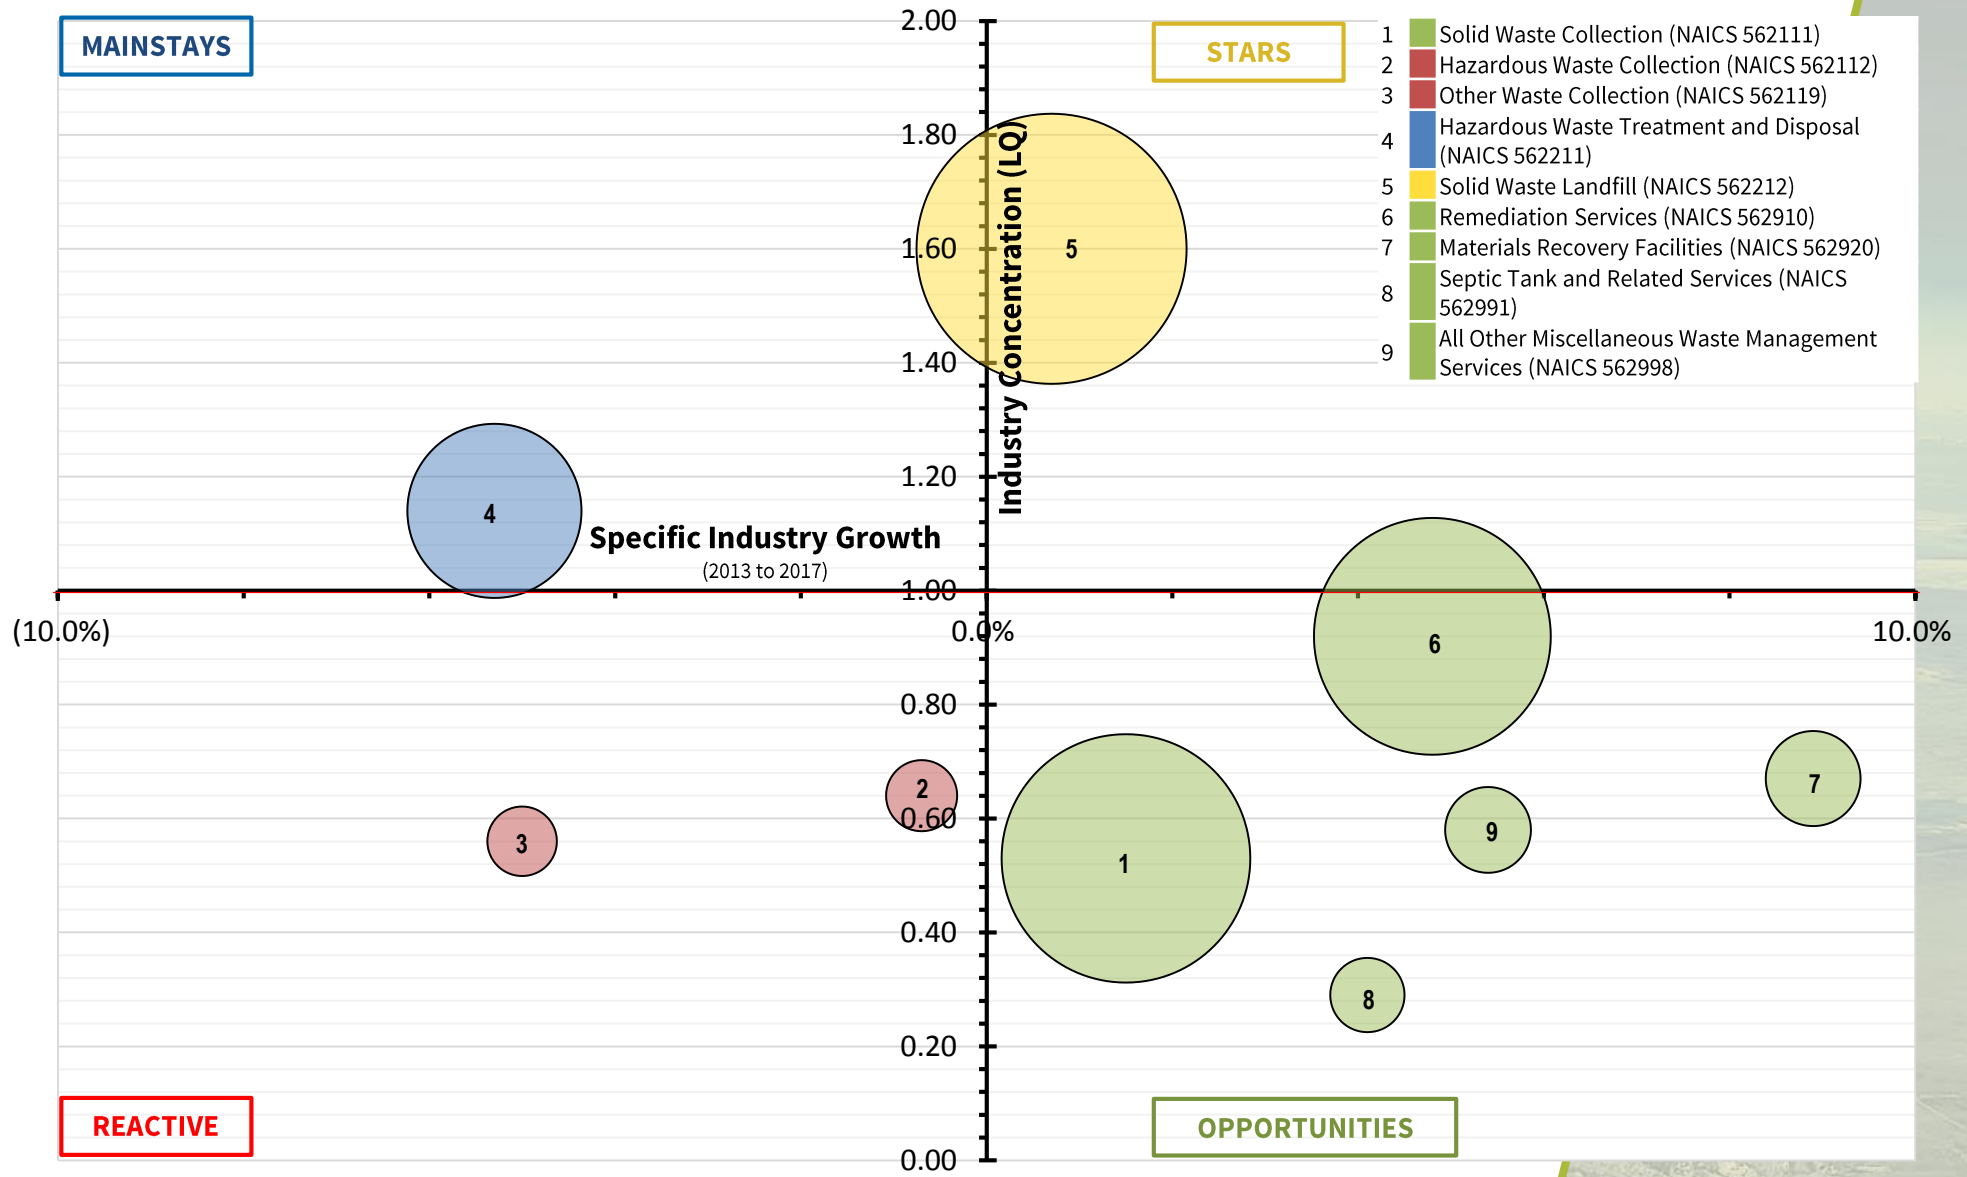 MAINSTAYS
STARS
1 Solid Waste Collection (NAICS 562111)
2 Hazardous Waste Collection (NAICS 562112)
3 Other Waste Collection (NAICS 562119)
4 Hazardous Waste Treatment and Disposal
(NAICS 562211)
5 Solid Waste Landfill (NAICS 562212)
6 Remediation Services (NAICS 562910)
7 Materials Recovery Facilities (NAICS 562920)
8 Septic Tank and Related Services (NAICS
562991)
9 All Other Miscellaneous Waste Management
Services (NAICS 562998)
2.00
1.80
1.60
1.40
1.20
1.00
0.80
0.60
0.40
0.20
0.00
Industry Concentration (LQ)
Specific Industry Growth
(2013 to 2017)
(10.0%)
0.0%
10.0%
5
4
6
2
7
3
9
1
8
REACTIVE
OPPORTUNITIES